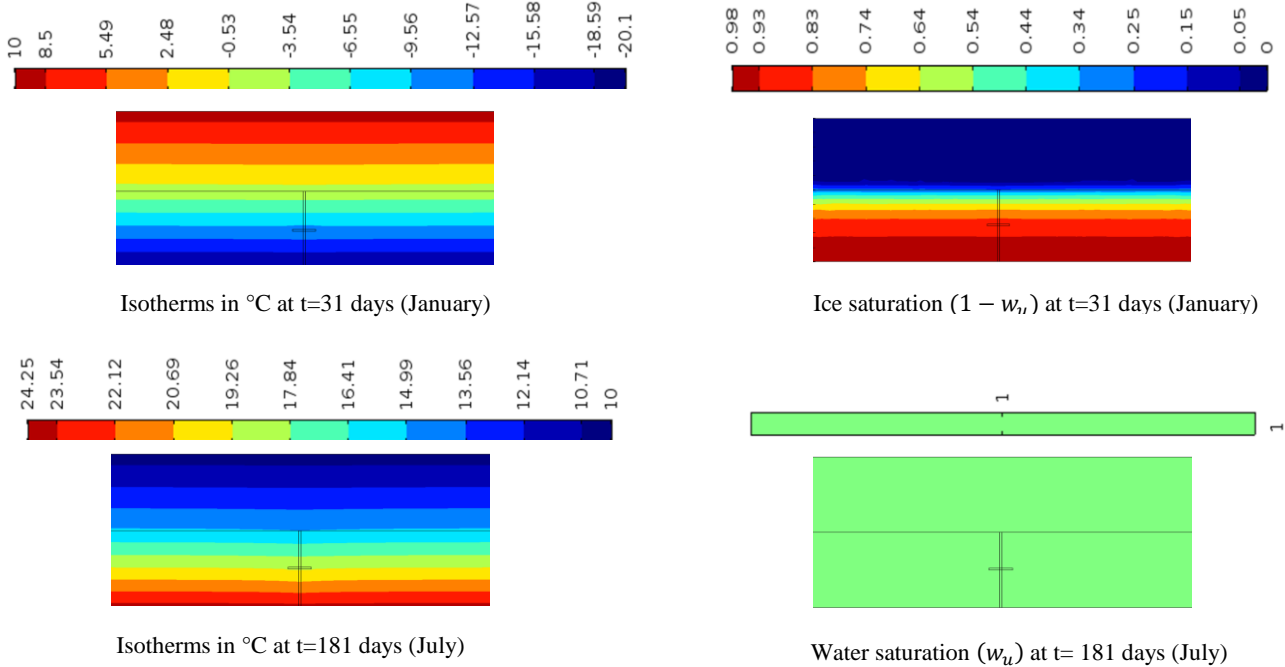 10 8.5 5.49 2.48 -0.53 -3.54 -6.55 -9.56 -12.57 -15.58 -18.59 -20.1
0.98 0.93 0.83 0.74 0.64 0.54 0.44 0.34 0.25 0.15 0.05 0
Isotherms in °C at t=31 days (January)
Ice saturation (1 − wᵤ) at t=31 days (January)
24.25 23.54 22.12 20.69 19.26 17.84 16.41 14.99 13.56 12.14 10.71 10
1
1
Isotherms in °C at t=181 days (July)
Water saturation (wᵤ) at t= 181 days (July)